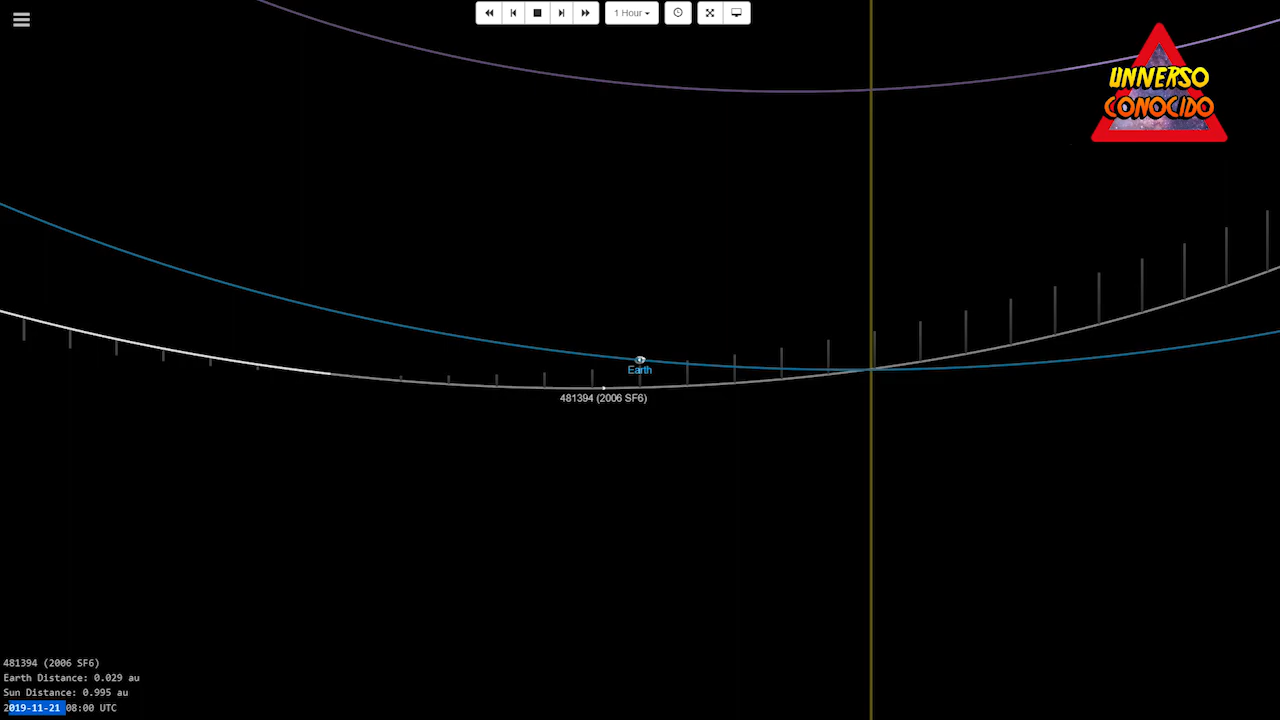 1 Hour
UNIVERSO
CONOCIDO
Earth
481394 (2006 SF6)
481394 (2006 SF6)
Earth Distance: 0.029 au
Sun Distance: 0.995 au
2019-11-21 08:00 UTC